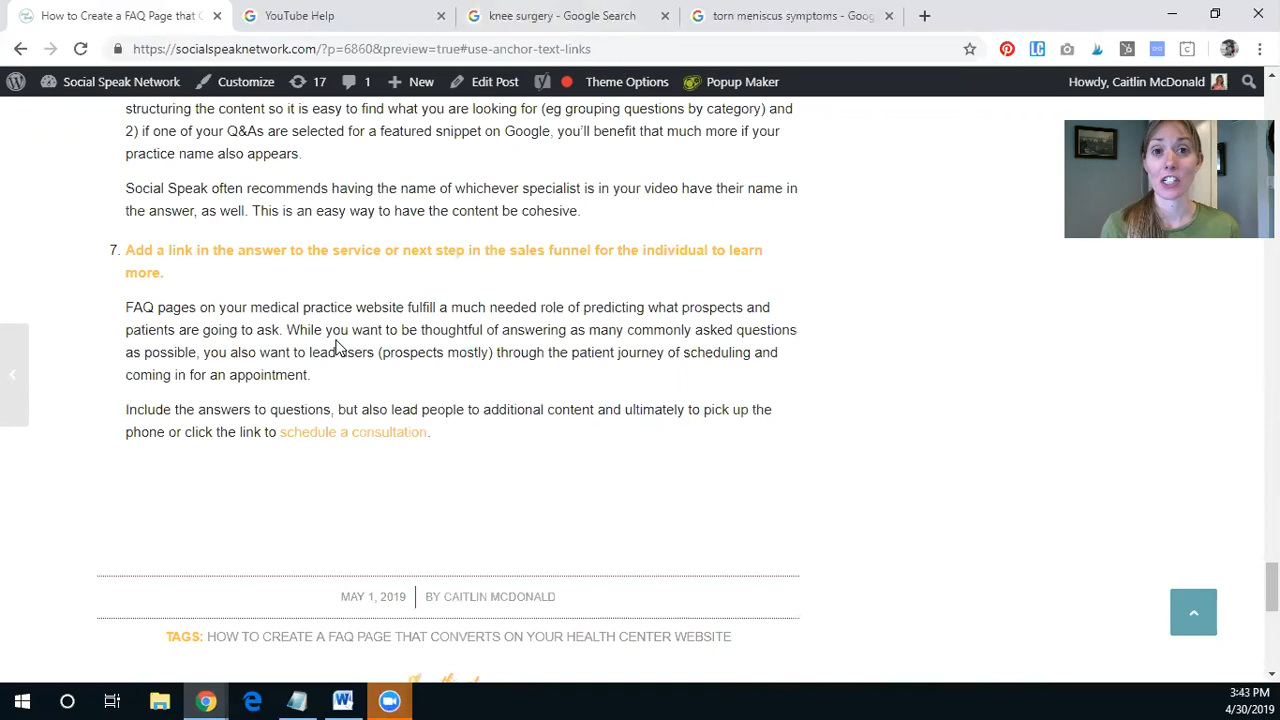 How to Create a FAQ Page that C
YouTube Help
knee surgery - Google Search
torn meniscus symptoms - Goog
https://socialspeaknetwork.com/?p=6860&preview=true#use-anchor-text-links
Social Speak Network
Customize
17
1
New
Edit Post
Theme Options
Popup Maker
Howdy, Caitlin McDonald
structuring the content so it is easy to find what you are looking for (eg grouping questions by category) and
2) if one of your Q&As are selected for a featured snippet on Google, you'll benefit that much more if your
practice name also appears.
Social Speak often recommends having the name of whichever specialist is in your video have their name in
the answer, as well. This is an easy way to have the content be cohesive.
7. Add a link in the answer to the service or next step in the sales funnel for the individual to learn
more.
FAQ pages on your medical practice website fulfill a much needed role of predicting what prospects and
patients are going to ask. While you want to be thoughtful of answering as many commonly asked questions
as possible, you also want to lead users (prospects mostly) through the patient journey of scheduling and
coming in for an appointment.
Include the answers to questions, but also lead people to additional content and ultimately to pick up the
phone or click the link to schedule a consultation.
MAY 1, 2019 | BY CAITLIN MCDONALD
TAGS: HOW TO CREATE A FAQ PAGE THAT CONVERTS ON YOUR HEALTH CENTER WEBSITE
3:43 PM
4/30/2019